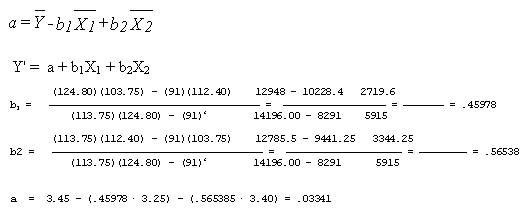 a = Y̅ - b1 X̅1 + b2 X̅2
Y' = a + b1X1 + b2X2
(124.80)(103.75) - (91)(112.40) 12948 - 10228.4 2719.6
b1 = = = = .45978
(113.75)(124.80) - (91)² 14196.00 - 8291 5915
(113.75)(112.40) - (91)(103.75) 12785.5 - 9441.25 3344.25
b2 = = = = .56538
(113.75)(124.80) - (91)² 14196.00 - 8291 5915
a = 3.45 - (.45978 · 3.25) - (.565385 · 3.40) = .03341